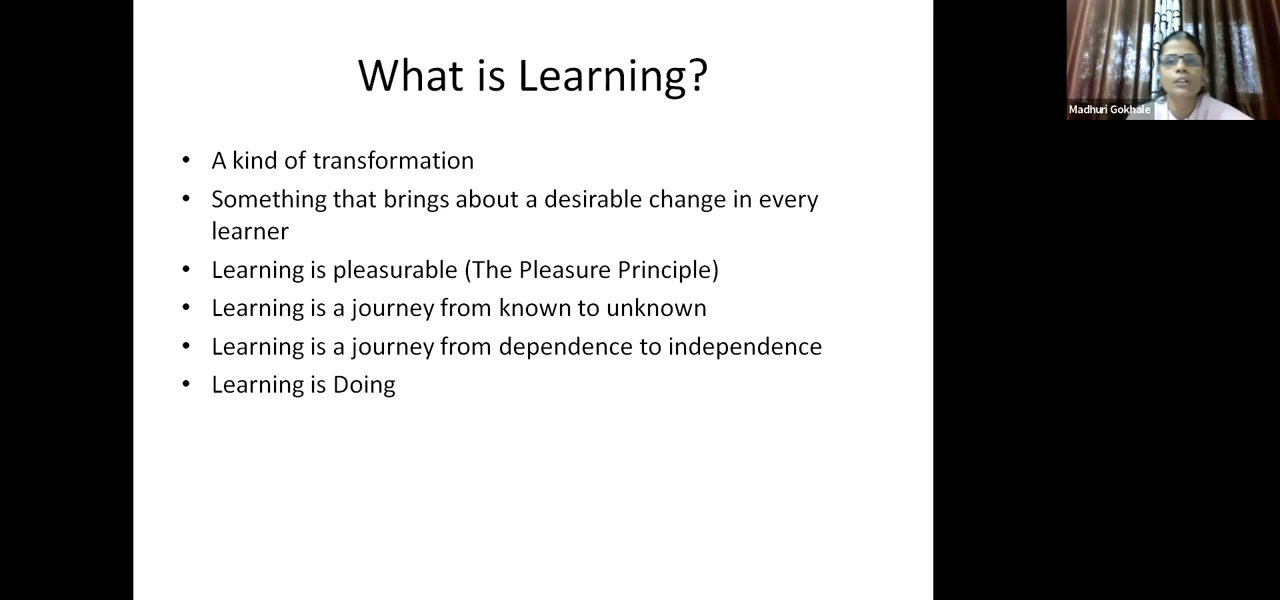 What is Learning?
• A kind of transformation
• Something that brings about a desirable change in every
learner
• Learning is pleasurable (The Pleasure Principle)
• Learning is a journey from known to unknown
• Learning is a journey from dependence to independence
• Learning is Doing
Madhuri Gokhale